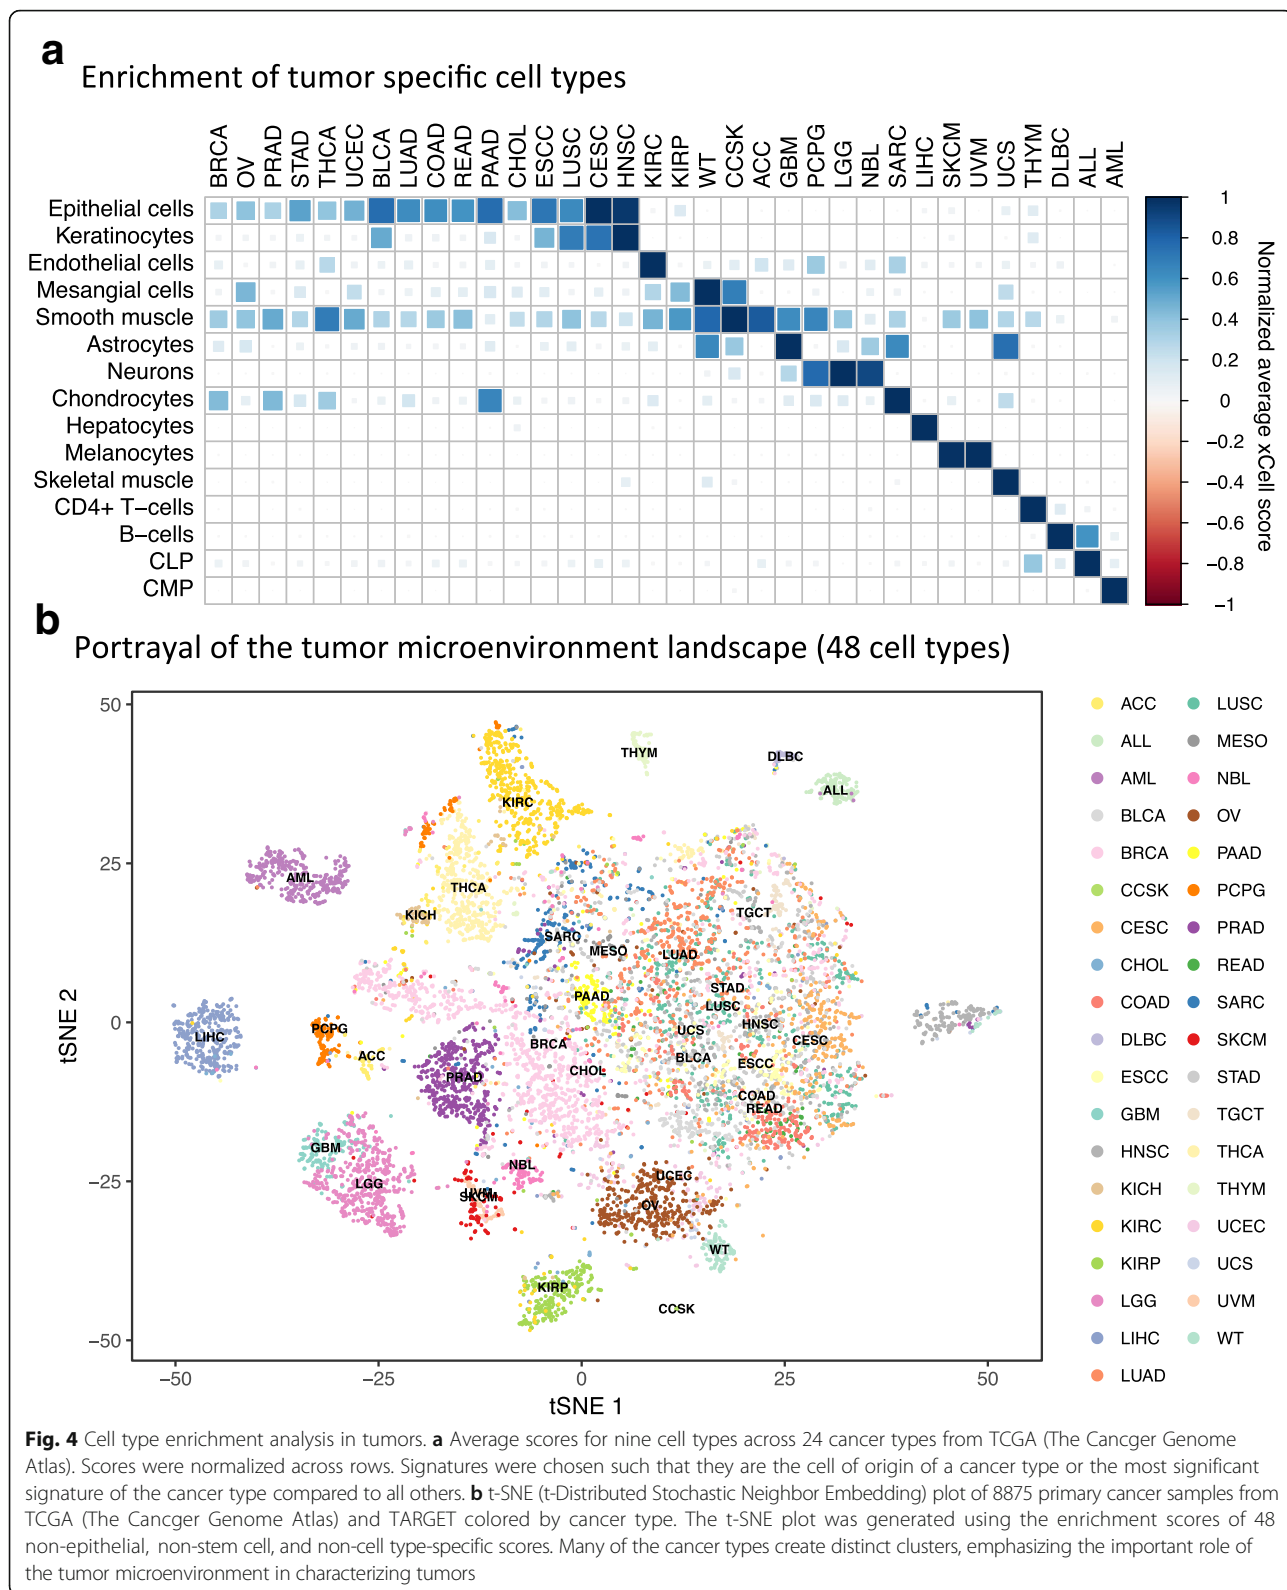 a
Enrichment of tumor specific cell types
BRCA
OV
PRAD
STAD
THCA
UCEC
BLCA
LUAD
COAD
READ
PAAD
CHOL
ESCC
LUSC
CESC
HNSC
KIRC
KIRP
WT
CCSK
ACC
GBM
PCPG
LGG
NBL
SARC
LIHC
SKCM
UVM
UCS
THYM
DLBC
ALL
AML
Epithelial cells
Keratinocytes
Endothelial cells
Mesangial cells
Smooth muscle
Astrocytes
Neurons
Chondrocytes
Hepatocytes
Melanocytes
Skeletal muscle
CD4+ T−cells
B−cells
CLP
CMP
1
0.8
0.6
0.4
0.2
0
−0.2
−0.4
−0.6
−0.8
−1
Normalized average xCell score
b
Portrayal of the tumor microenvironment landscape (48 cell types)
50
25
0
−25
−50
tSNE 2
−50
−25
0
25
50
tSNE 1
THYM
DLBC
ALL
KIRC
AML
THCA
KICH
TGCT
SARC
MESO
LUAD
STAD
PAAD
LUSC
HNSC
PCPG
UCS
LIHC
BRCA
CESC
ACC
BLCA
ESCC
CHOL
PRAD
COAD
READ
GBM
NBL
UCEC
LGG
UVM
SKCM
OV
WT
KIRP
CCSK
ACC
ALL
AML
BLCA
BRCA
CCSK
CESC
CHOL
COAD
DLBC
ESCC
GBM
HNSC
KICH
KIRC
KIRP
LGG
LIHC
LUAD
LUSC
MESO
NBL
OV
PAAD
PCPG
PRAD
READ
SARC
SKCM
STAD
TGCT
THCA
THYM
UCEC
UCS
UVM
WT
Fig. 4 Cell type enrichment analysis in tumors. a Average scores for nine cell types across 24 cancer types from TCGA (The Cancger Genome
Atlas). Scores were normalized across rows. Signatures were chosen such that they are the cell of origin of a cancer type or the most significant
signature of the cancer type compared to all others. b t-SNE (t-Distributed Stochastic Neighbor Embedding) plot of 8875 primary cancer samples from
TCGA (The Cancger Genome Atlas) and TARGET colored by cancer type. The t-SNE plot was generated using the enrichment scores of 48
non-epithelial, non-stem cell, and non-cell type-specific scores. Many of the cancer types create distinct clusters, emphasizing the important role of
the tumor microenvironment in characterizing tumors